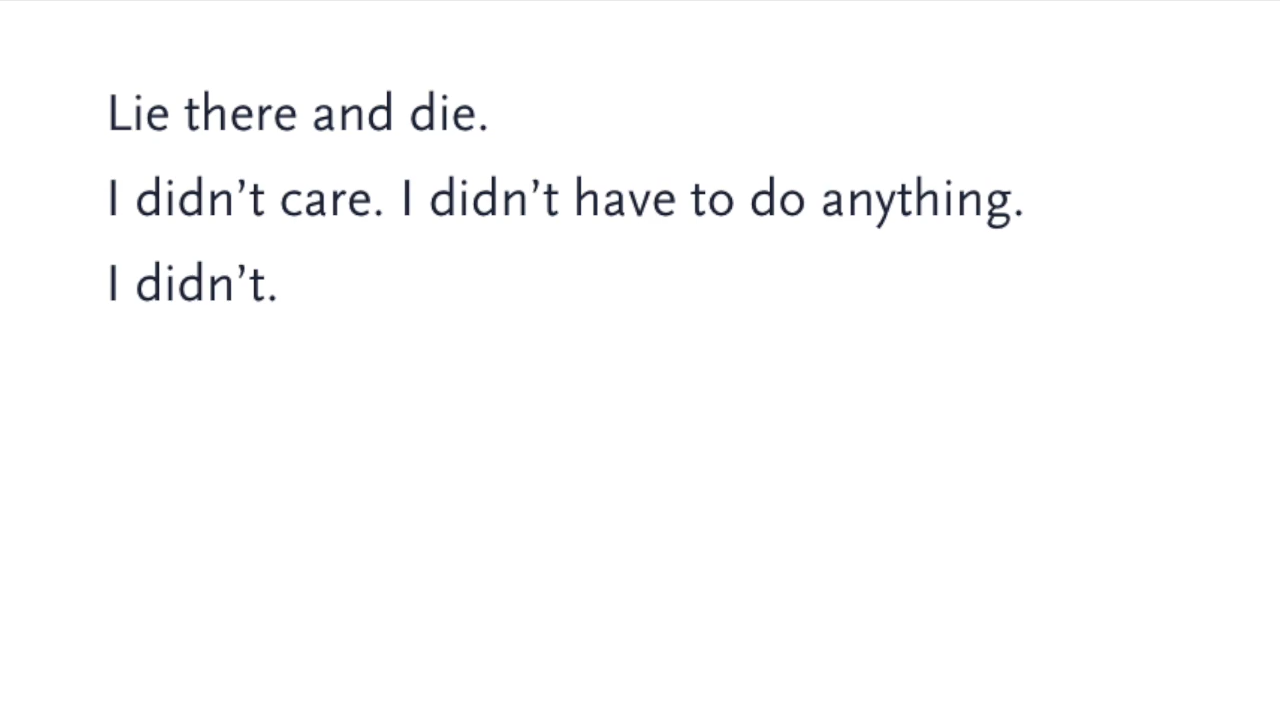 Lie there and die.
I didn’t care. I didn’t have to do anything.
I didn’t.